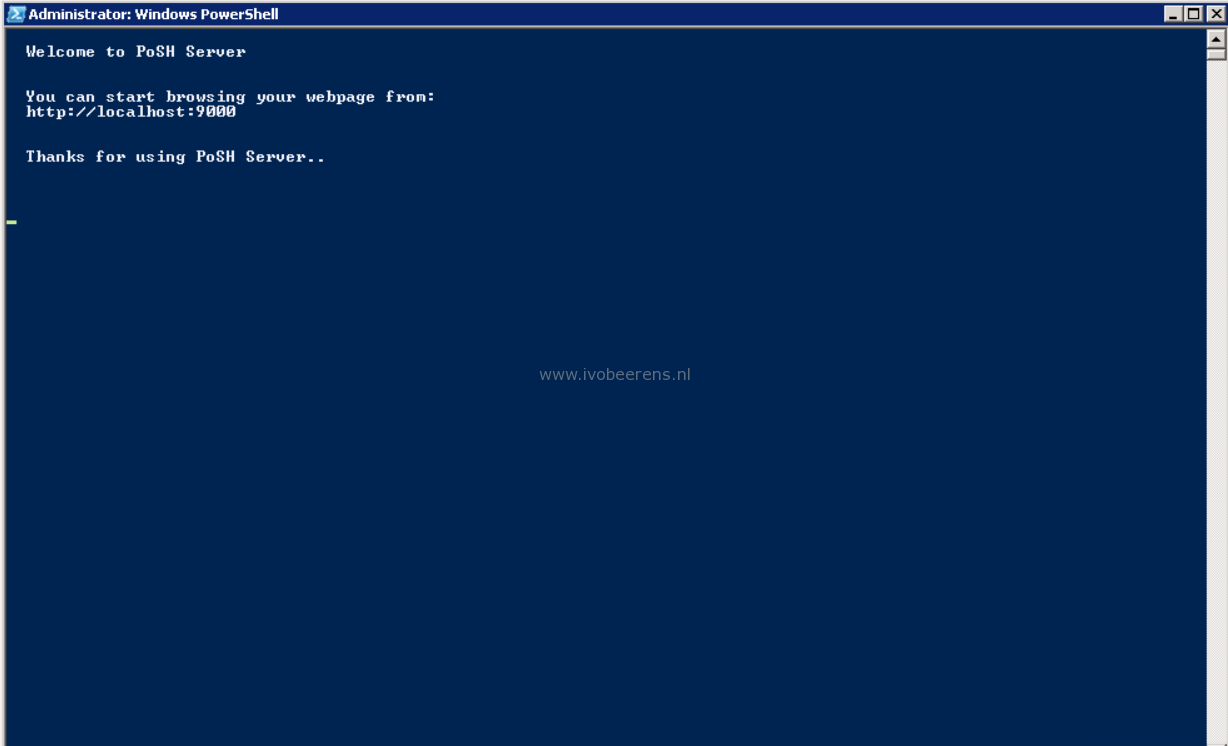 Administrator: Windows PowerShell
Welcome to PoSH Server
You can start browsing your webpage from:
http://localhost:9000
Thanks for using PoSH Server..
www.ivobeerens.nl